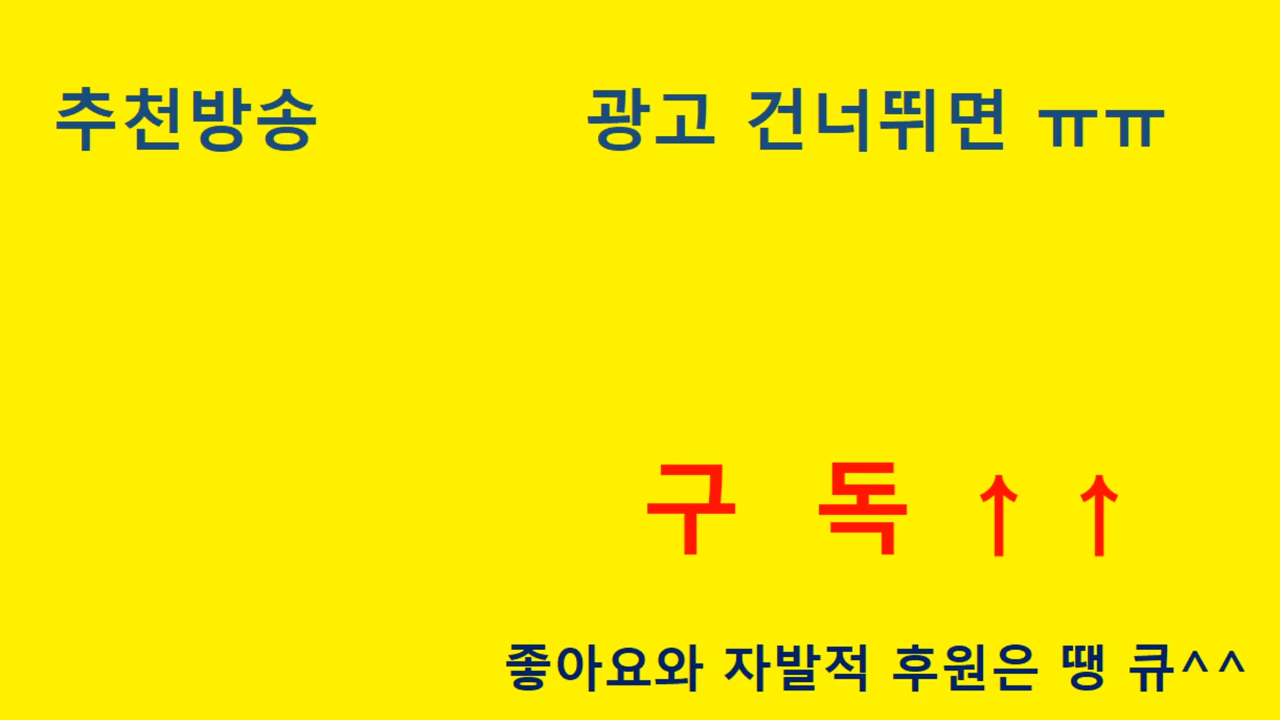 추천방송
광고 건너뛰면 ㅠㅠ
구 독 ↑ ↑
좋아요와 자발적 후원은 땡 큐^^